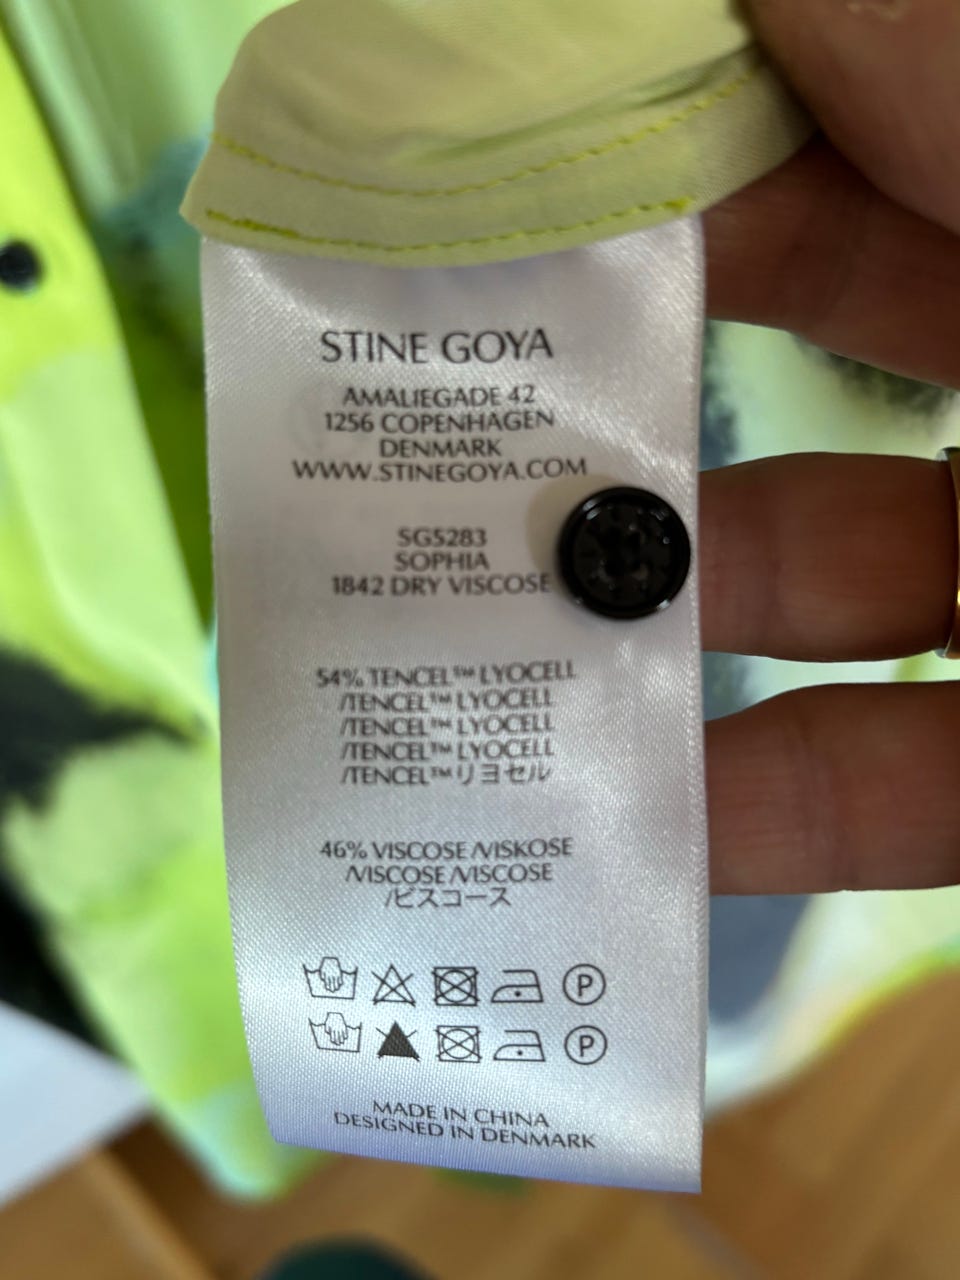 STINE GOYA
AMALIEGADE 42
1256 COPENHAGEN
DENMARK
WWW.STINEGOYA.COM
SG5283
SOPHIA
1842 DRY VISCOSE
54% TENCEL™ LYOCELL
/TENCEL™ LYOCELL
/TENCEL™ LYOCELL
/TENCEL™ LYOCELL
/TENCEL™ リヨセル
46% VISCOSE /VISKOSE
/VISCOSE /VISCOSE
/ビスコース
P
P
MADE IN CHINA
DESIGNED IN DENMARK